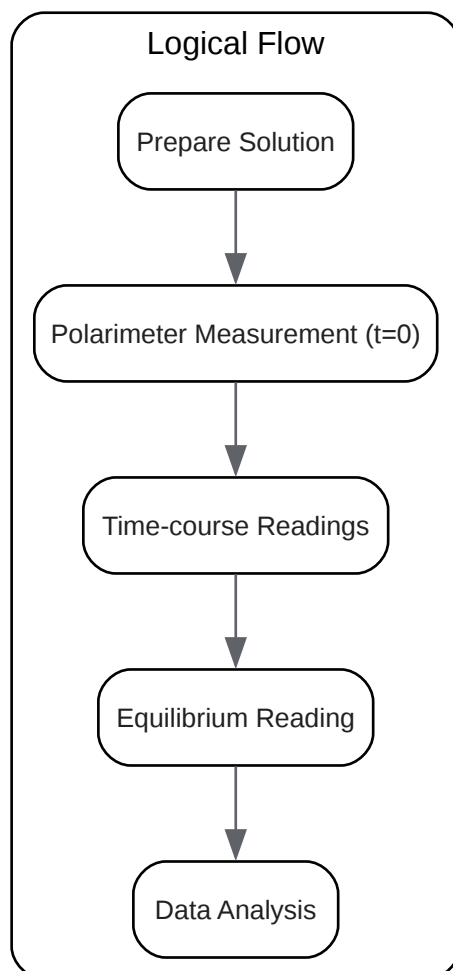 Logical Flow
Prepare Solution
Polarimeter Measurement (t=0)
Time-course Readings
Equilibrium Reading
Data Analysis